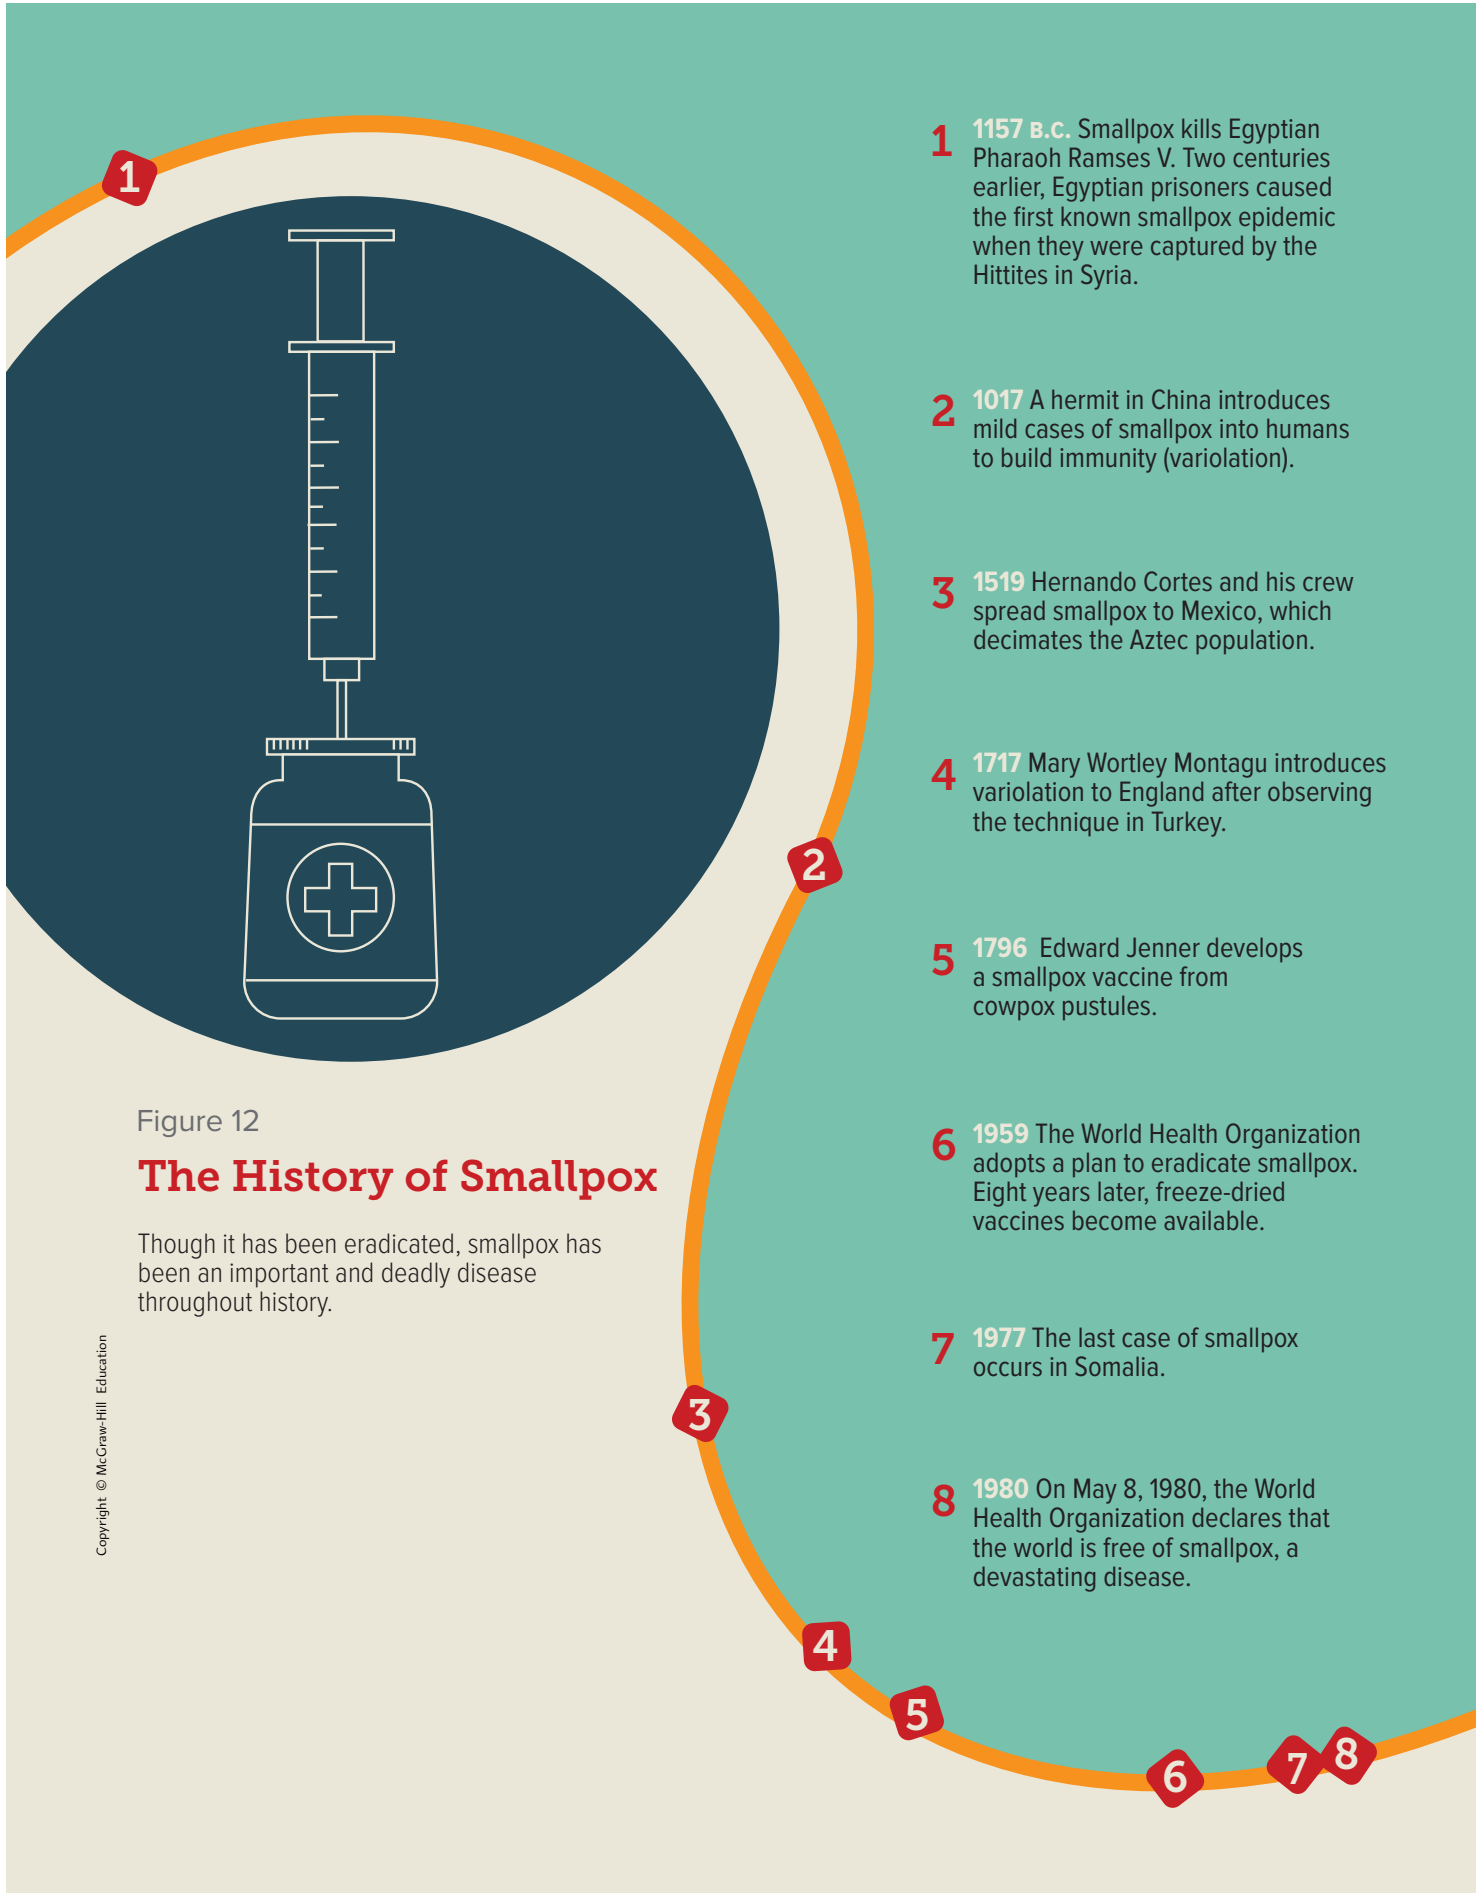 1
1 1157 B.C. Smallpox kills Egyptian
Pharaoh Ramses V. Two centuries
earlier, Egyptian prisoners caused
the first known smallpox epidemic
when they were captured by the
Hittites in Syria.
2 1017 A hermit in China introduces
mild cases of smallpox into humans
to build immunity (variolation).
3 1519 Hernando Cortes and his crew
spread smallpox to Mexico, which
decimates the Aztec population.
4 1717 Mary Wortley Montagu introduces
variolation to England after observing
the technique in Turkey.
2
5 1796 Edward Jenner develops
a smallpox vaccine from
cowpox pustules.
Figure 12
The History of Smallpox
Though it has been eradicated, smallpox has
been an important and deadly disease
throughout history.
6 1959 The World Health Organization
adopts a plan to eradicate smallpox.
Eight years later, freeze-dried
vaccines become available.
7 1977 The last case of smallpox
occurs in Somalia.
3
8 1980 On May 8, 1980, the World
Health Organization declares that
the world is free of smallpox, a
devastating disease.
4
5
6
7
8
Copyright © McGraw-Hill Education